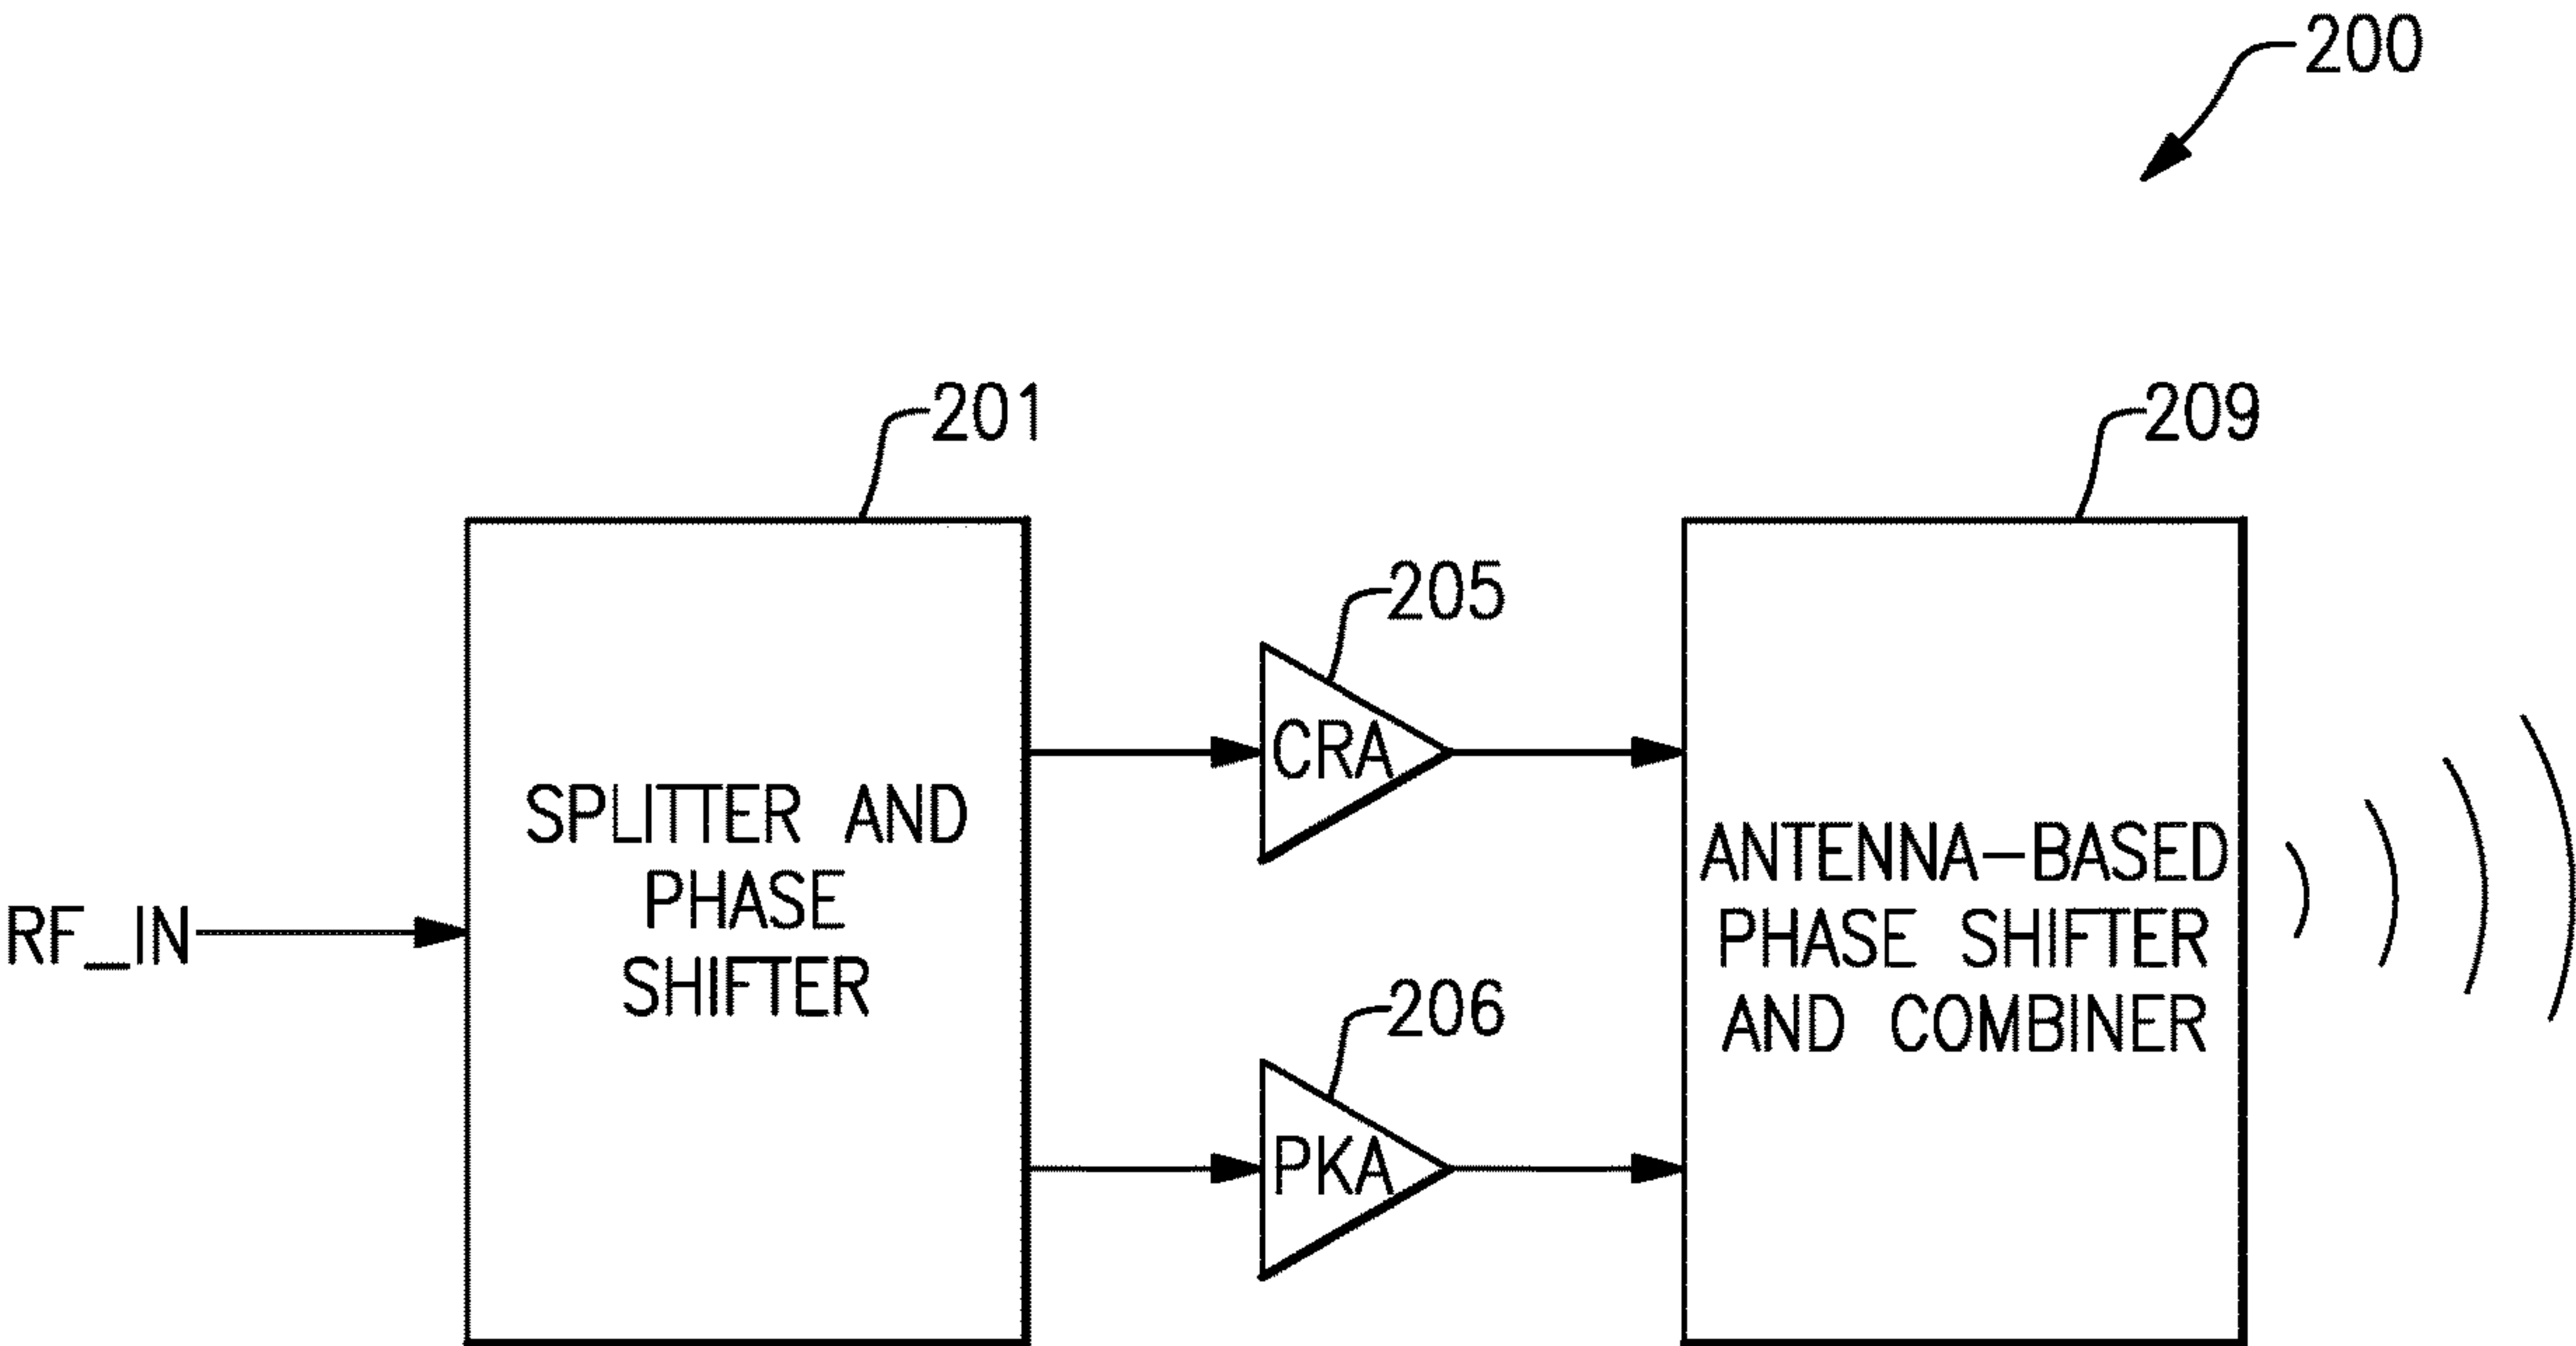 200
201
209
205
CRA
SPLITTER AND
PHASE
SHIFTER
RF_IN
ANTENNA-BASED
PHASE SHIFTER
AND COMBINER
206
PKA